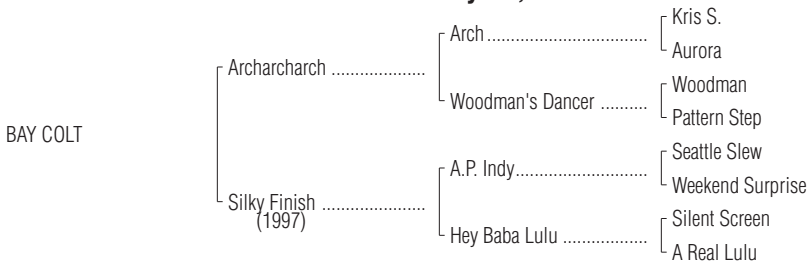 Kris S.
Arch
Aurora
Archarcharch
Woodman
Woodman's Dancer
Pattern Step
BAY COLT
Seattle Slew
A.P. Indy
Weekend Surprise
Silky Finish
(1997)
Silent Screen
Hey Baba Lulu
A Real Lulu